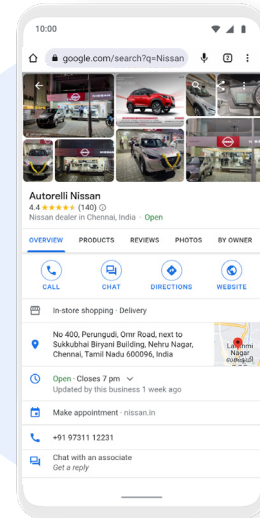 10:00
google.com/search?q=Nissan
2
Autorelli Nissan
4.4 ★★★★★ (140)
Nissan dealer in Chennai, India · Open
OVERVIEW PRODUCTS REVIEWS PHOTOS BY OWNER
CALL CHAT DIRECTIONS WEBSITE
In-store shopping · Delivery
No 400, Perungudi, Omr Road, next to
Sukkubhai Biryani Building, Nehru Nagar,
Chennai, Tamil Nadu 600096, India
Nagar
Open · Closes 7 pm
Updated by this business 1 week ago
Make appointment · nissan.in
+91 97311 12231
Chat with an associate
Get a reply